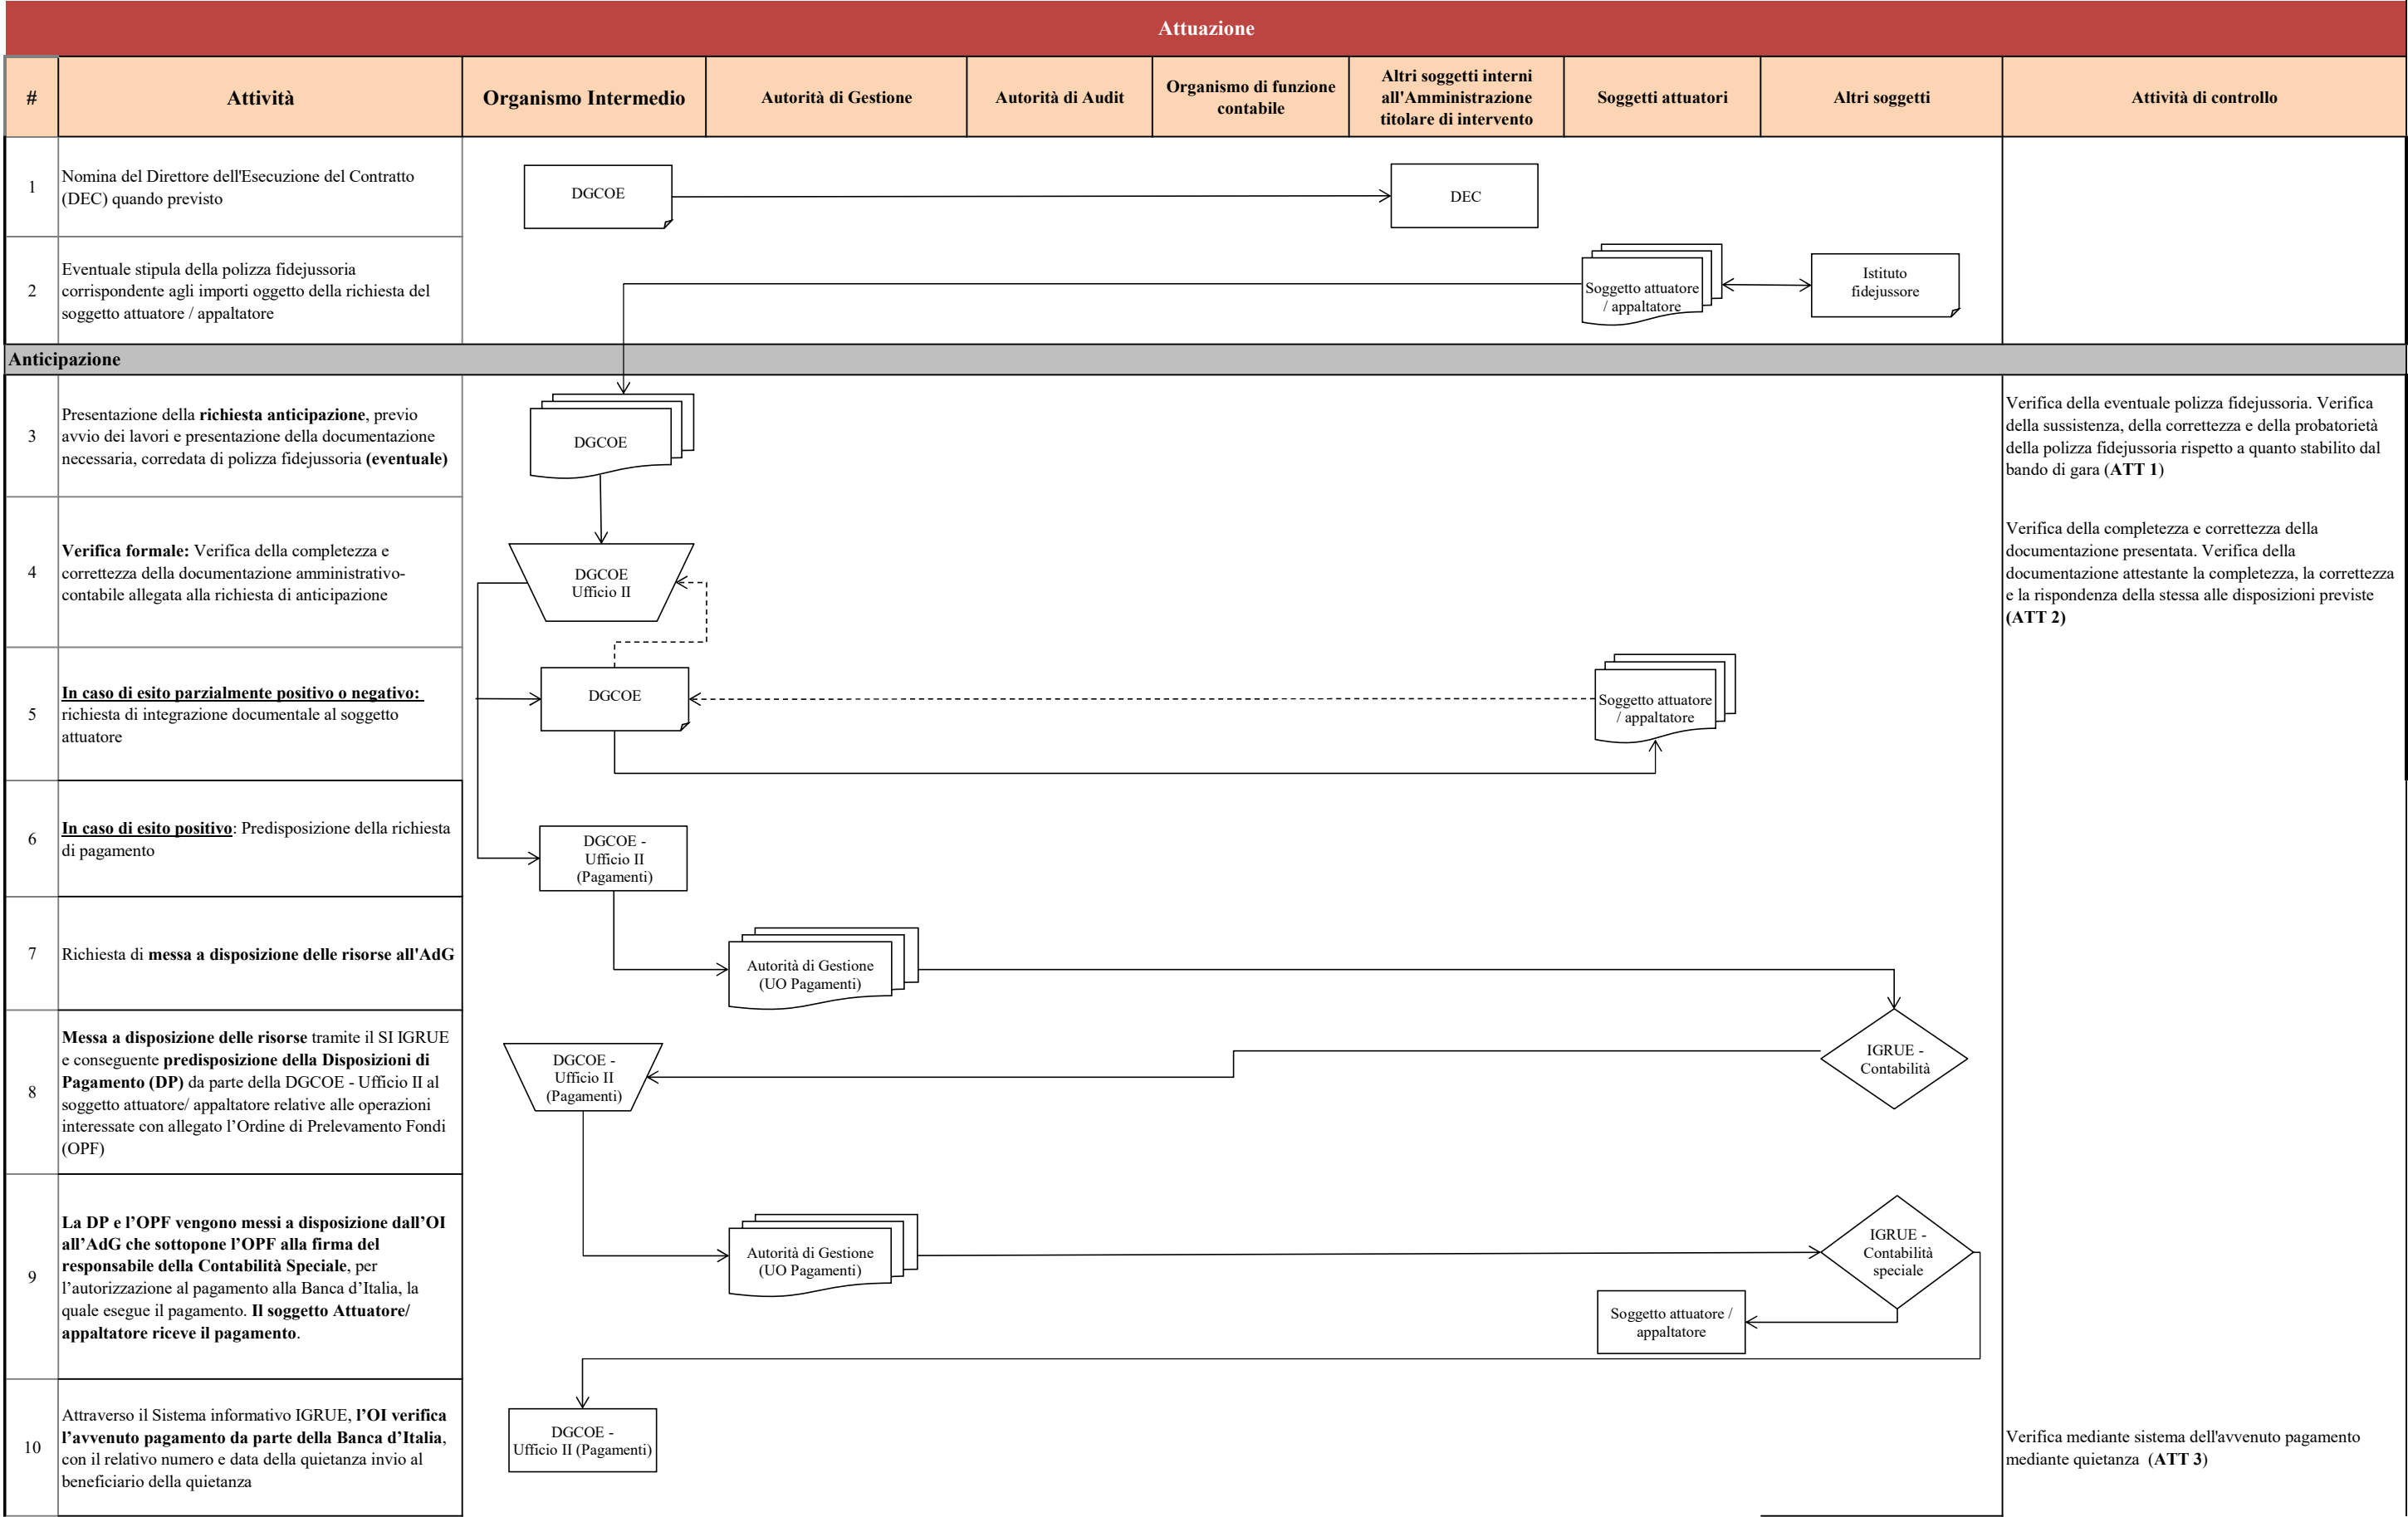 Attuazione
#
Attività
Organismo Intermedio
Autorità di Gestione
Autorità di Audit
Organismo di funzione
contabile
Altri soggetti interni
all'Amministrazione
titolare di intervento
Soggetti attuatori
Altri soggetti
Attività di controllo
1
Nomina del Direttore dell'Esecuzione del Contratto
(DEC) quando previsto
DGCOE
DEC
2
Eventuale stipula della polizza fidejussoria
corrispondente agli importi oggetto della richiesta del
soggetto attuatore / appaltatore
Soggetto attuatore
/ appaltatore
Istituto
fidejussore
Anticipazione
3
Presentazione della richiesta anticipazione, previo
avvio dei lavori e presentazione della documentazione
necessaria, corredata di polizza fidejussoria (eventuale)
DGCOE
Verifica della eventuale polizza fidejussoria. Verifica
della sussistenza, della correttezza e della probatorietà
della polizza fidejussoria rispetto a quanto stabilito dal
bando di gara (ATT 1)
4
Verifica formale: Verifica della completezza e
correttezza della documentazione amministrativo-
contabile allegata alla richiesta di anticipazione
DGCOE
Ufficio II
Verifica della completezza e correttezza della
documentazione presentata. Verifica della
documentazione attestante la completezza, la correttezza
e la rispondenza della stessa alle disposizioni previste
(ATT 2)
5
In caso di esito parzialmente positivo o negativo:
richiesta di integrazione documentale al soggetto
attuatore
DGCOE
Soggetto attuatore
/ appaltatore
6
In caso di esito positivo: Predisposizione della richiesta
di pagamento
DGCOE -
Ufficio II
(Pagamenti)
7
Richiesta di messa a disposizione delle risorse all'AdG
Autorità di Gestione
(UO Pagamenti)
8
Messa a disposizione delle risorse tramite il SI IGRUE
e conseguente predisposizione della Disposizioni di
Pagamento (DP) da parte della DGCOE - Ufficio II al
soggetto attuatore/ appaltatore relative alle operazioni
interessate con allegato l’Ordine di Prelevamento Fondi
(OPF)
DGCOE -
Ufficio II
(Pagamenti)
IGRUE -
Contabilità
9
La DP e l’OPF vengono messi a disposizione dall’OI
all’AdG che sottopone l’OPF alla firma del
responsabile della Contabilità Speciale, per
l’autorizzazione al pagamento alla Banca d’Italia, la
quale esegue il pagamento. Il soggetto Attuatore/
appaltatore riceve il pagamento.
Autorità di Gestione
(UO Pagamenti)
IGRUE -
Contabilità
speciale
Soggetto attuatore /
appaltatore
10
Attraverso il Sistema informativo IGRUE, l’OI verifica
l’avvenuto pagamento da parte della Banca d’Italia,
con il relativo numero e data della quietanza invio al
beneficiario della quietanza
DGCOE -
Ufficio II (Pagamenti)
Verifica mediante sistema dell'avvenuto pagamento
mediante quietanza (ATT 3)